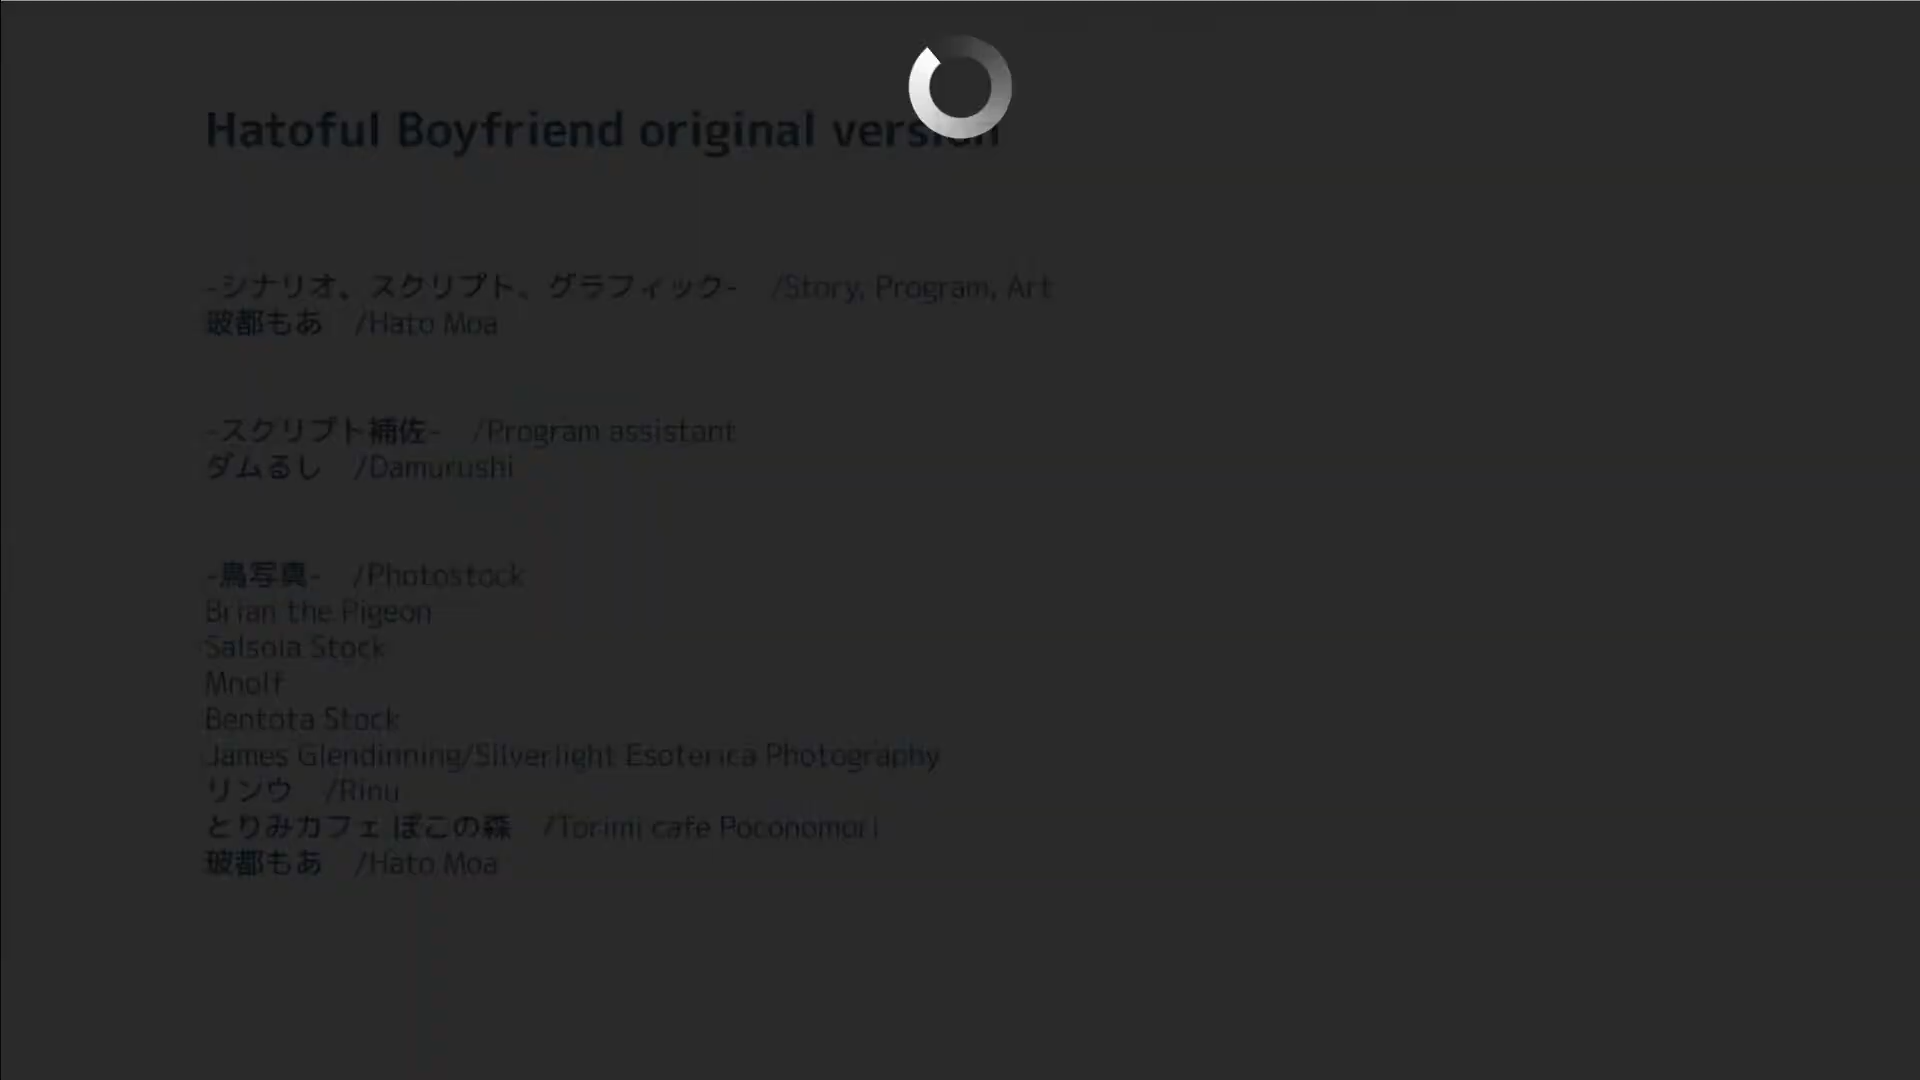 Hatoful Boyfriend original version
-シナリオ、スクリプト、グラフィック- /Story, Program, Art
玻都もあ /Hato Moa
-スクリプト補佐- /Program assistant
ダムるし /Damurushi
-鳥写真- /Photostock
Brian the Pigeon
Salsola Stock
Mnolf
Bentota Stock
James Glendinning/Silverlight Esoterica Photography
リンウ /Rinu
とりみカフェ ぽこの森 /Torimi cafe Poconomori
玻都もあ /Hato Moa